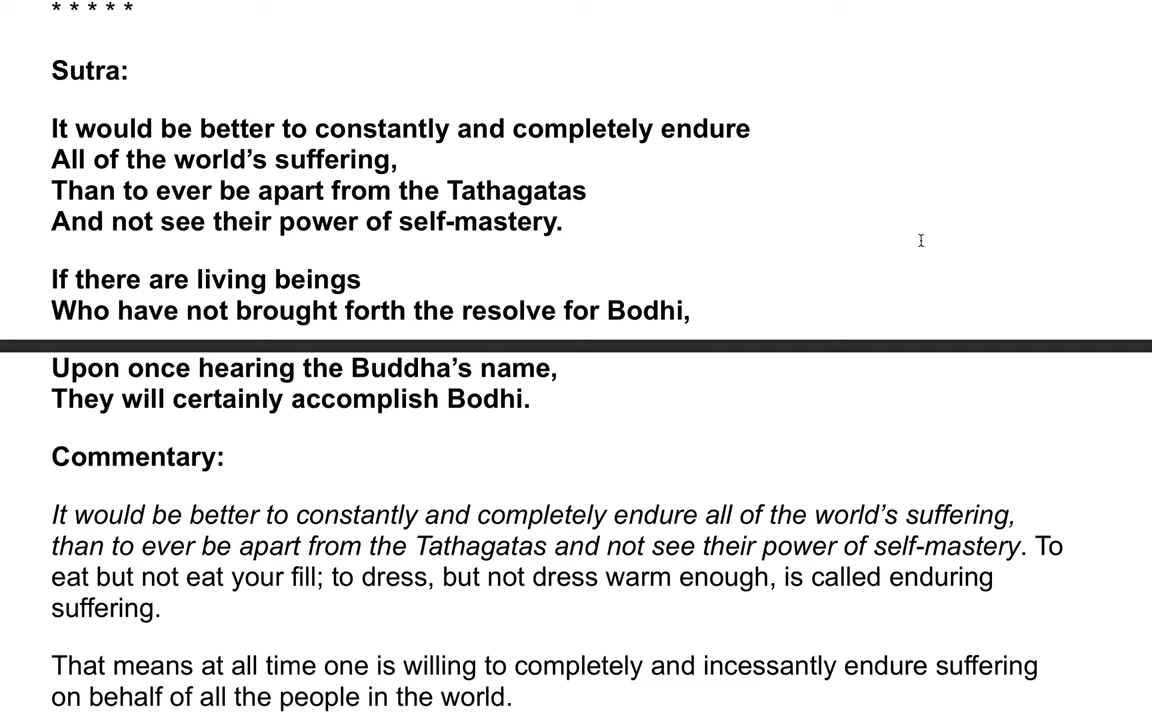 * * * * *
Sutra:
It would be better to constantly and completely endure
All of the world’s suffering,
Than to ever be apart from the Tathagatas
And not see their power of self-mastery.
If there are living beings
Who have not brought forth the resolve for Bodhi,
Upon once hearing the Buddha’s name,
They will certainly accomplish Bodhi.
Commentary:
It would be better to constantly and completely endure all of the world’s suffering,
than to ever be apart from the Tathagatas and not see their power of self-mastery. To
eat but not eat your fill; to dress, but not dress warm enough, is called enduring
suffering.
That means at all time one is willing to completely and incessantly endure suffering
on behalf of all the people in the world.